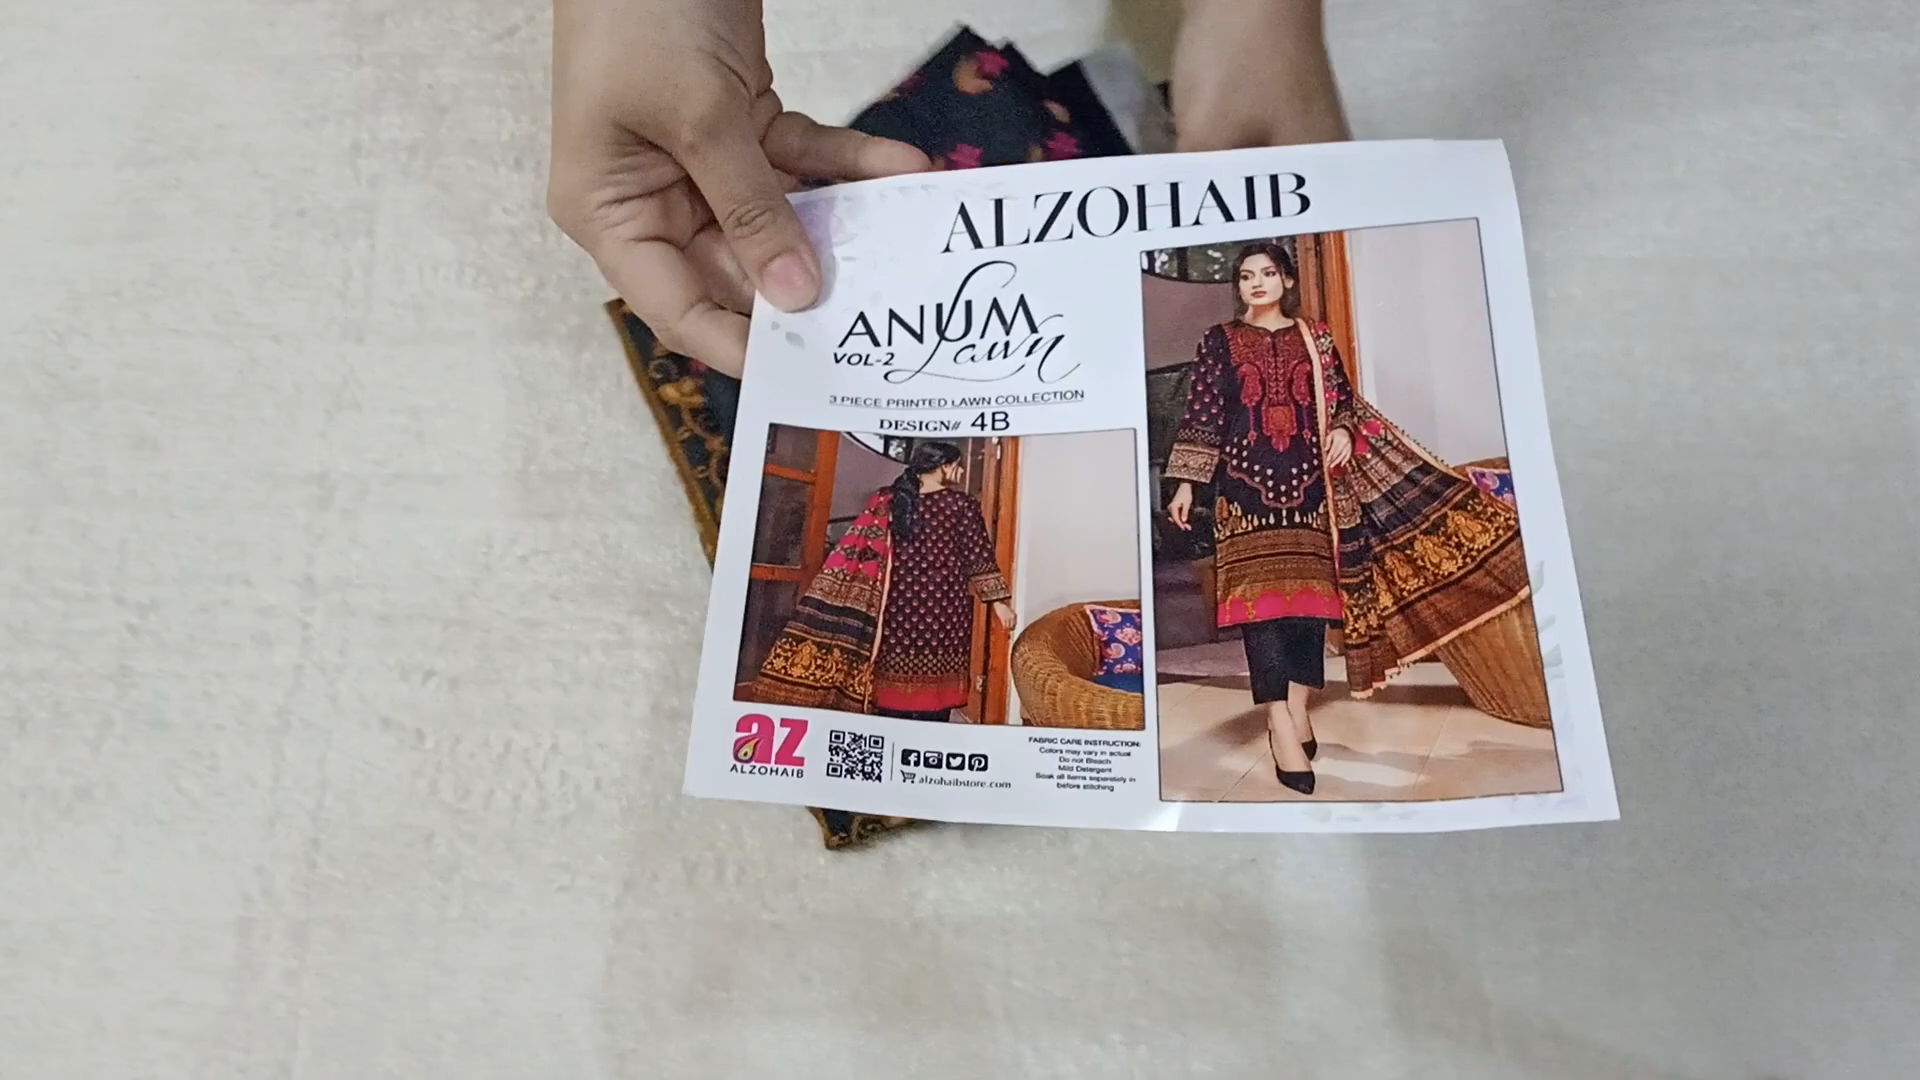 ALZOHAIB
ANUM
Lawn
VOL-2
3 PIECE PRINTED LAWN COLLECTION
DESIGN# 4B
az
ALZOHAIB
alzohaibstore.com
FABRIC CARE INSTRUCTION:
Colors may vary in actual
Do not Bleach
Mild Detergent
Soak all items separately in
before stitching